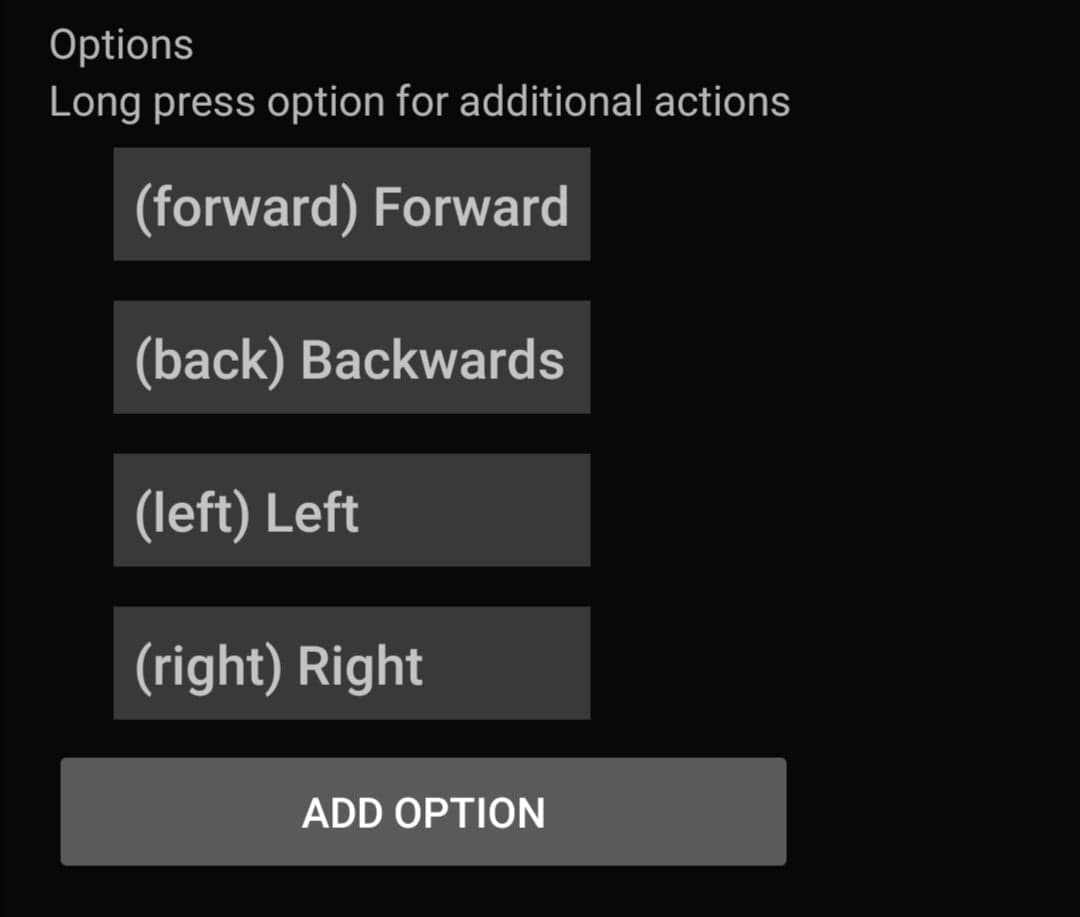 Options
Long press option for additional actions
(forward) Forward
(back) Backwards
(left) Left
(right) Right
ADD OPTION